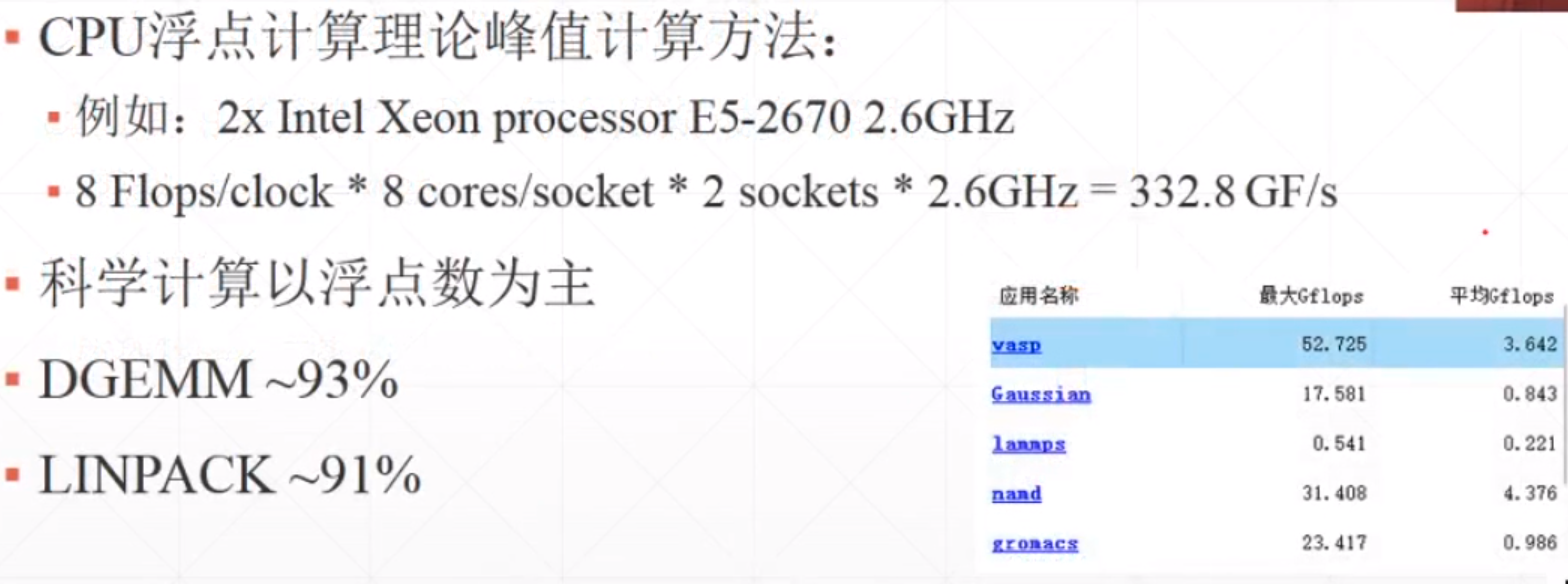 CPU浮点计算理论峰值计算方法：
例如：2x Intel Xeon processor E5-2670 2.6GHz
8 Flops/clock * 8 cores/socket * 2 sockets * 2.6GHz = 332.8 GF/s
科学计算以浮点数为主
DGEMM ~93%
LINPACK ~91%
应用名称 最大Gflops 平均Gflops
vasp 52.725 3.642
Gaussian 17.581 0.843
lammps 0.541 0.221
namd 31.408 4.376
gromacs 23.417 0.986